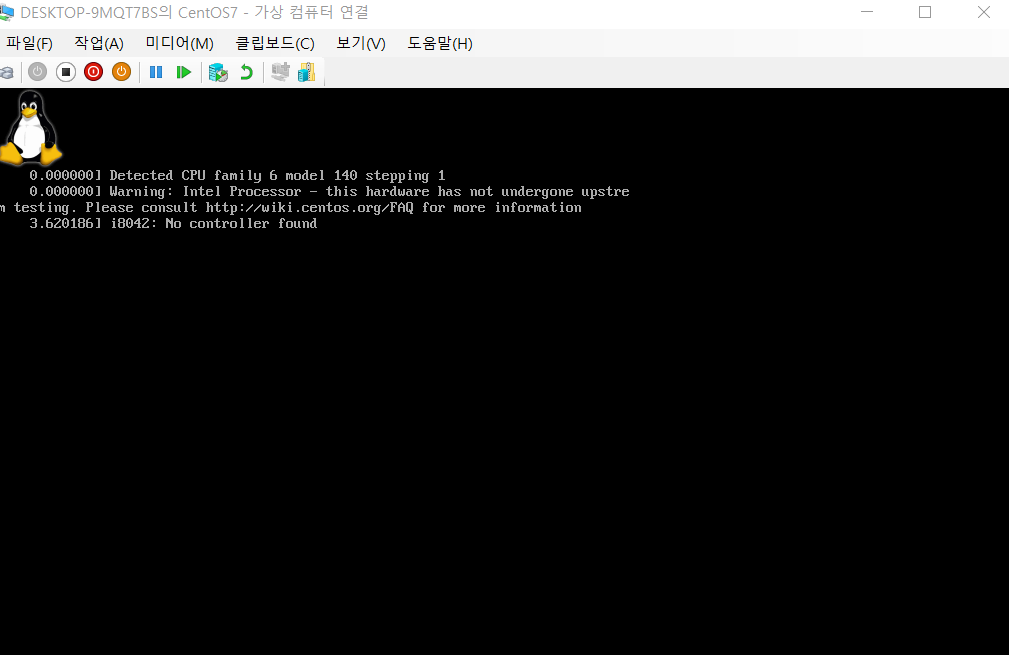 DESKTOP-9MQT7BS의 CentOS7 - 가상 컴퓨터 연결
파일(F) 작업(A) 미디어(M) 클립보드(C) 보기(V) 도움말(H)
0.000000] Detected CPU family 6 model 140 stepping 1
0.000000] Warning: Intel Processor - this hardware has not undergone upstre
m testing. Please consult http://wiki.centos.org/FAQ for more information
3.620186] i8042: No controller found